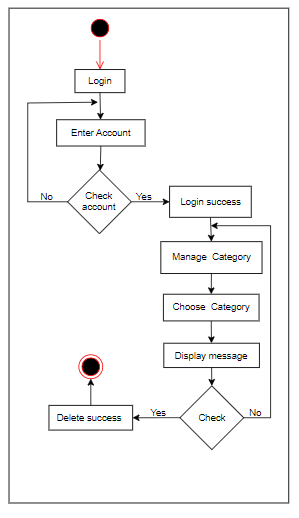 Login
Enter Account
Check
account
No
Yes
Login success
Manage Category
Choose Category
Display message
Check
No
Yes
Delete success